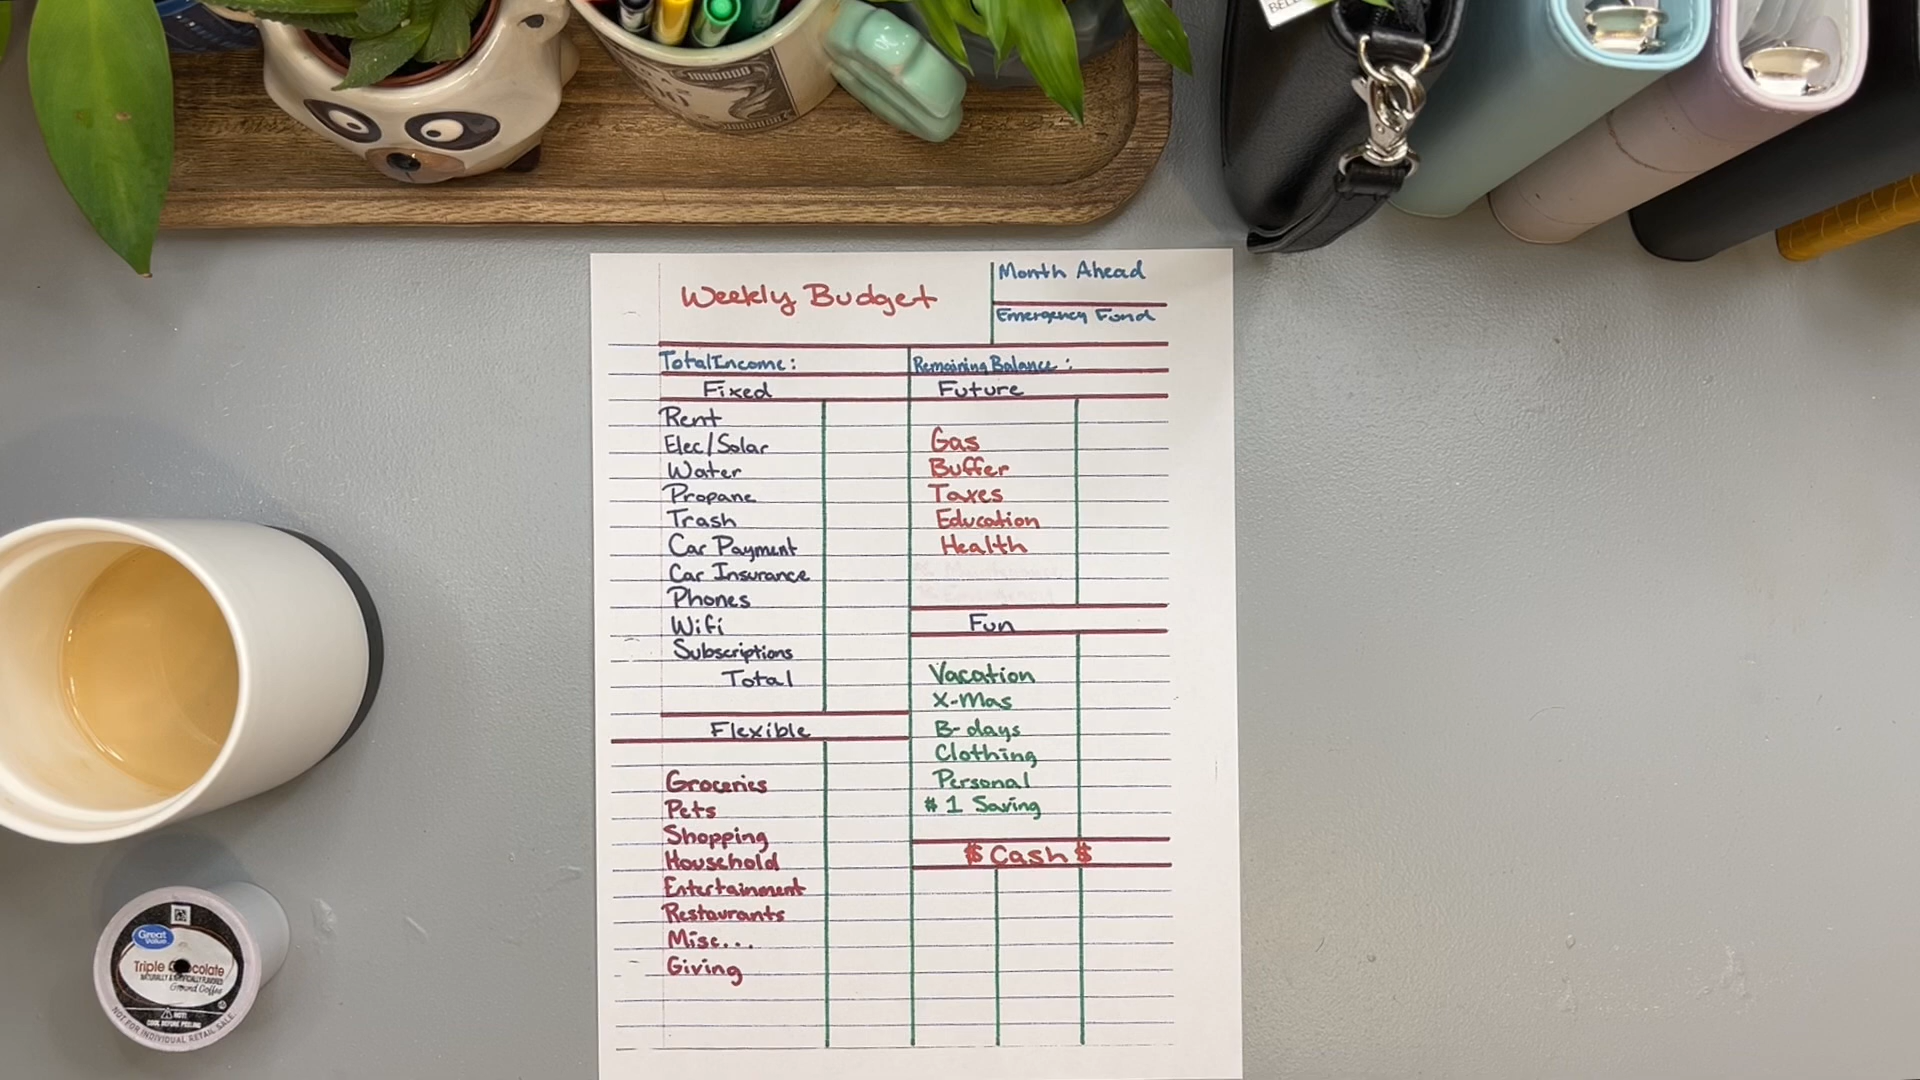 Weekly Budget
Month Ahead
Emergency Fund
Total Income:
Remaining Balance:
Fixed
Rent
Elec/Solar
Water
Propane
Trash
Car Payment
Car Insurance
Phones
Wifi
Subscriptions
Total
Flexible
Groceries
Pets
Shopping
Household
Entertainment
Restaurants
Misc...
Giving
Future
Gas
Buffer
Taxes
Education
Health
Fun
Vacation
X-Mas
B-days
Clothing
Personal
#1 Saving
$ Cash $
Great Value
Triple Chocolate
NATURALLY & ARTIFICIALLY FLAVORED
Ground Coffee
NOT FOR INDIVIDUAL RETAIL SALE